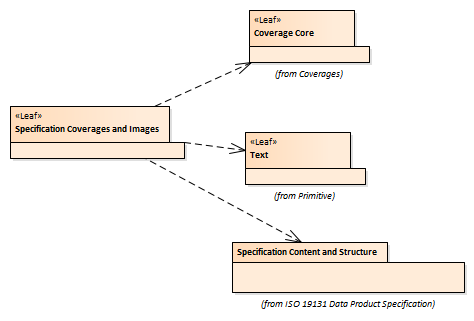 «Leaf»
Coverage Core
(from Coverages)
«Leaf»
Specification Coverages and Images
«Leaf»
Text
(from Primitive)
Specification Content and Structure
(from ISO 19131 Data Product Specification)